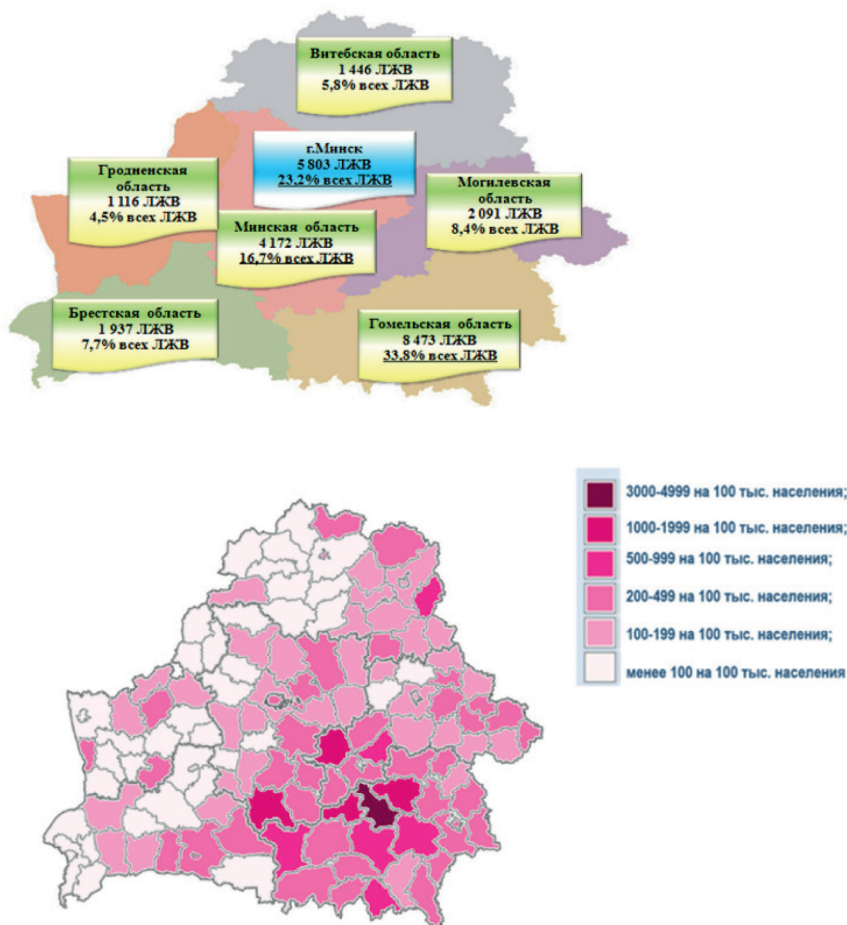 Витебская область
1 446 ЛЖВ
5,8% всех ЛЖВ
г.Минск
5 803 ЛЖВ
23,2% всех ЛЖВ
Гродненская
область
1 116 ЛЖВ
4,5% всех ЛЖВ
Могилевская
область
2 091 ЛЖВ
8,4% всех ЛЖВ
Минская область
4 172 ЛЖВ
16,7% всех ЛЖВ
Брестская область
1 937 ЛЖВ
7,7% всех ЛЖВ
Гомельская область
8 473 ЛЖВ
33,8% всех ЛЖВ
3000-4999 на 100 тыс. населения;
1000-1999 на 100 тыс. населения;
500-999 на 100 тыс. населения;
200-499 на 100 тыс. населения;
100-199 на 100 тыс. населения;
менее 100 на 100 тыс. населения